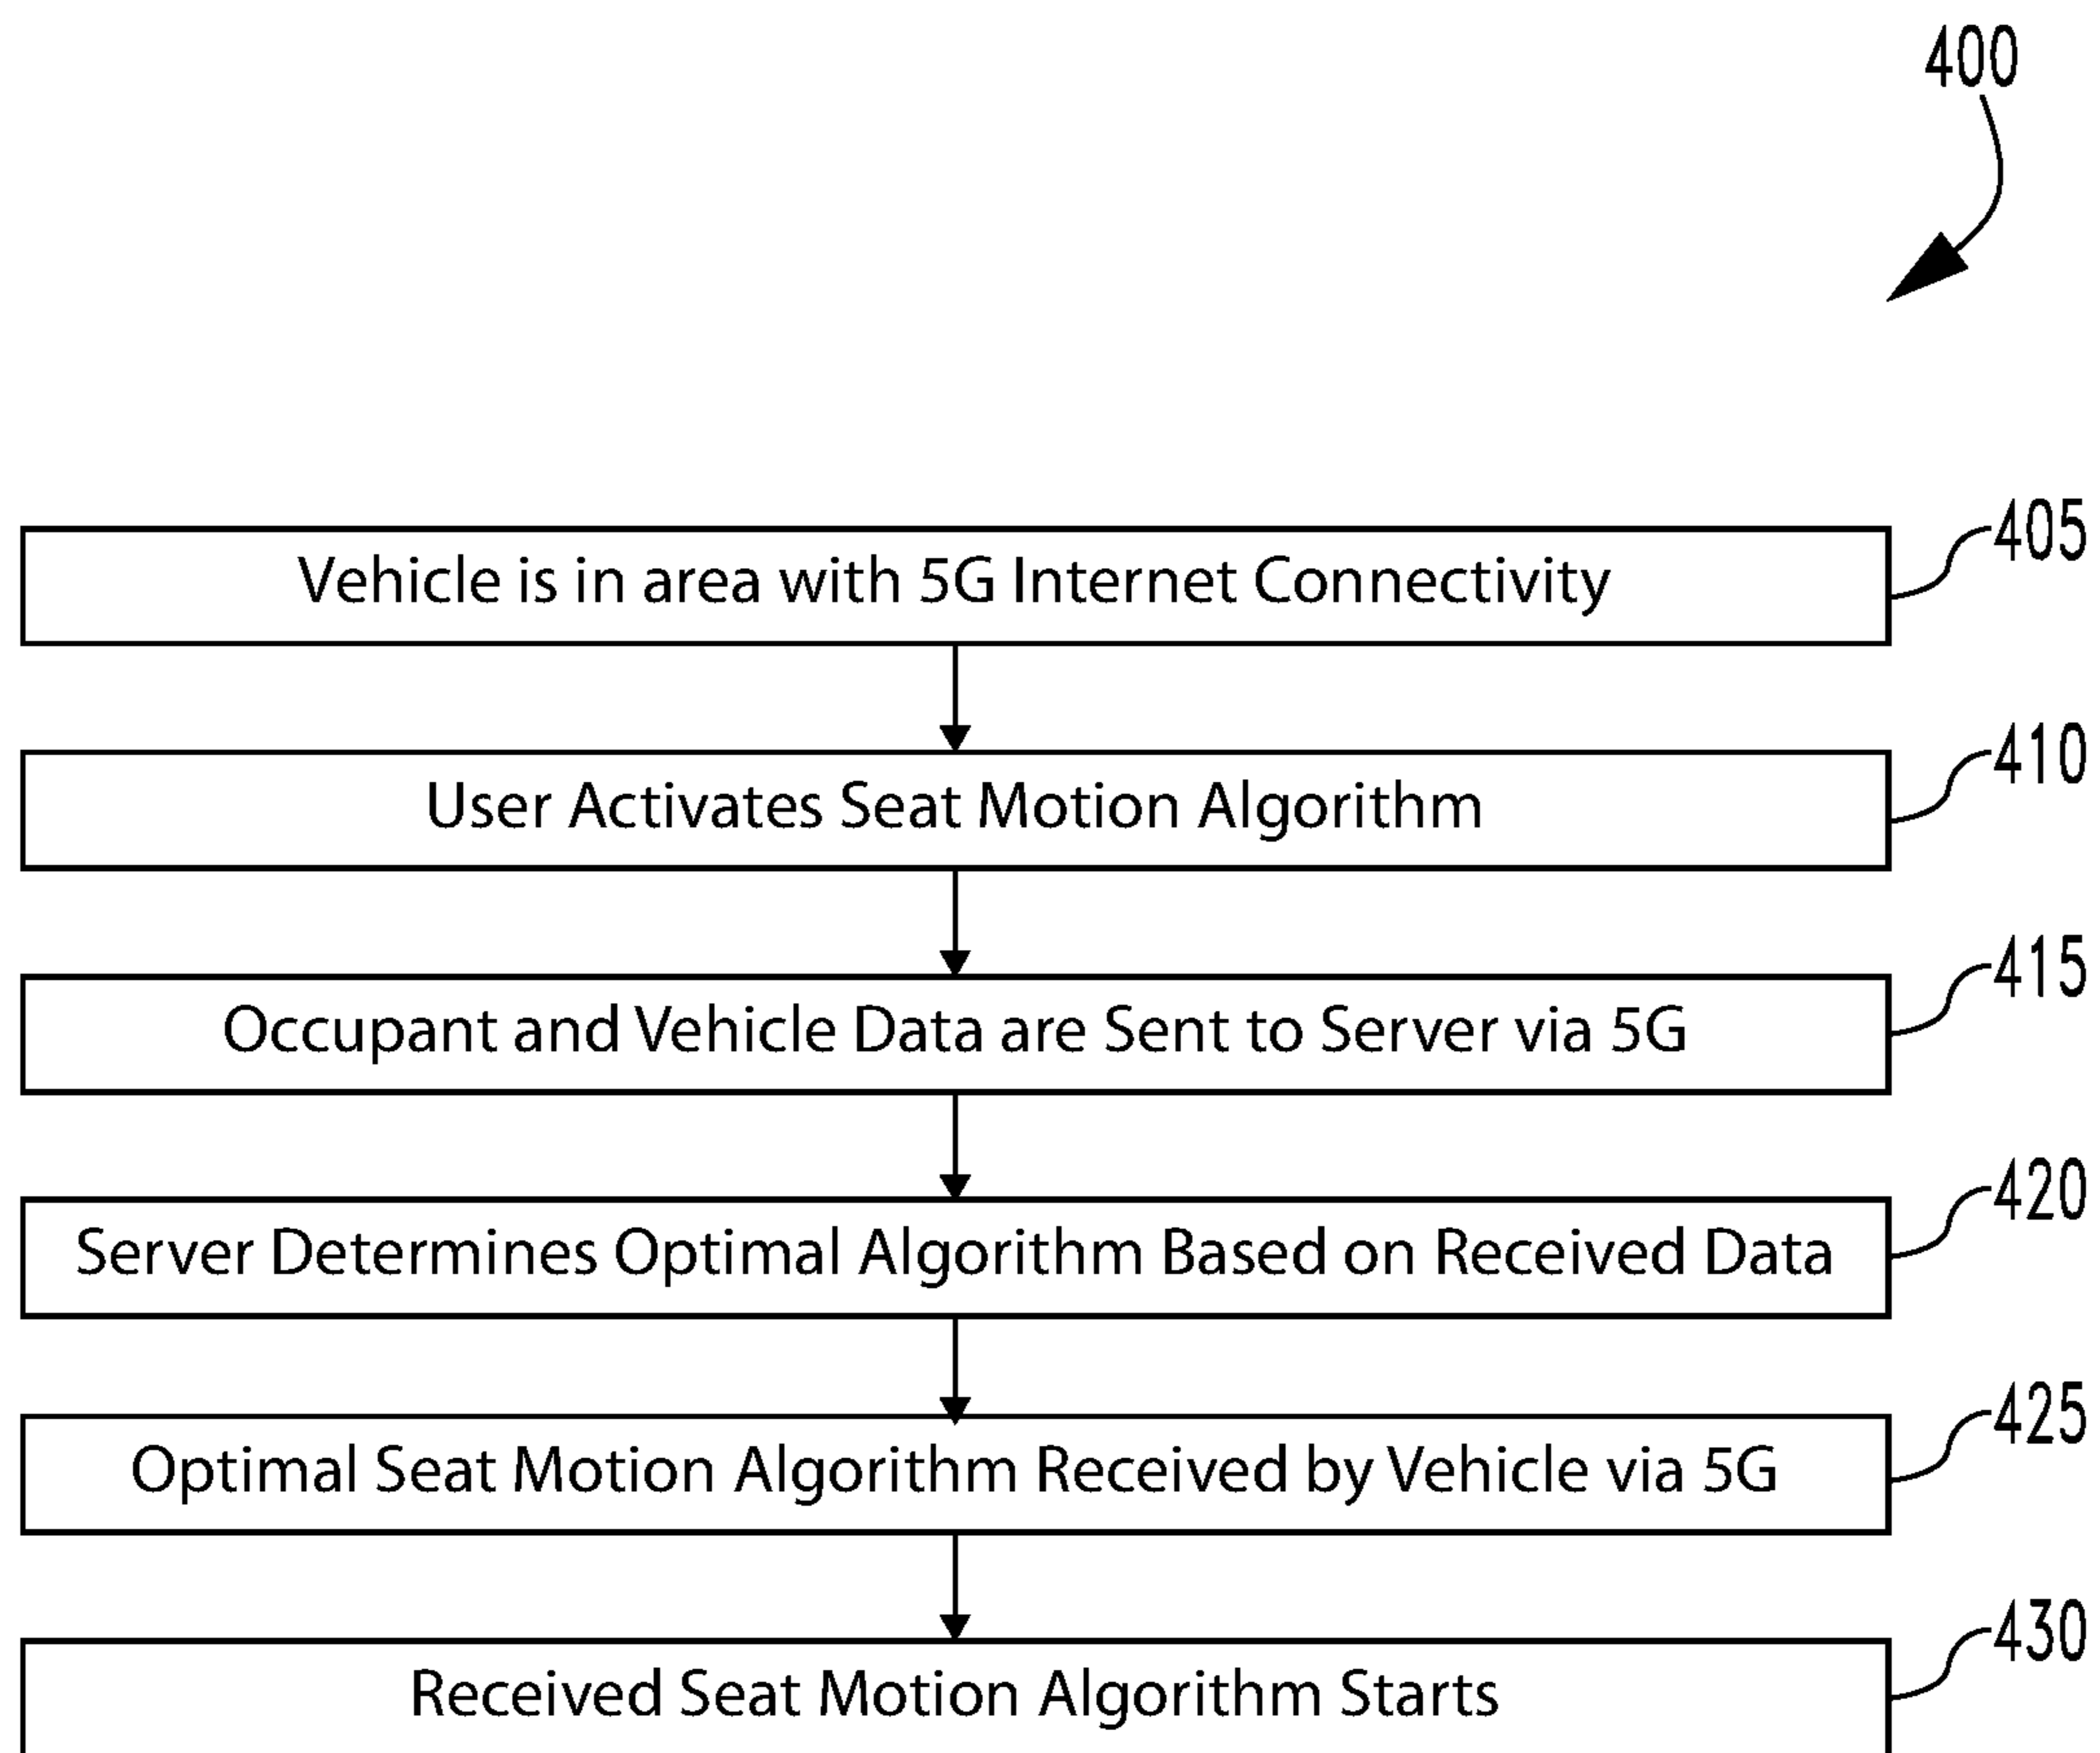 400
Vehicle is in area with 5G Internet Connectivity
405
User Activates Seat Motion Algorithm
410
Occupant and Vehicle Data are Sent to Server via 5G
415
Server Determines Optimal Algorithm Based on Received Data
420
Optimal Seat Motion Algorithm Received by Vehicle via 5G
425
Received Seat Motion Algorithm Starts
430